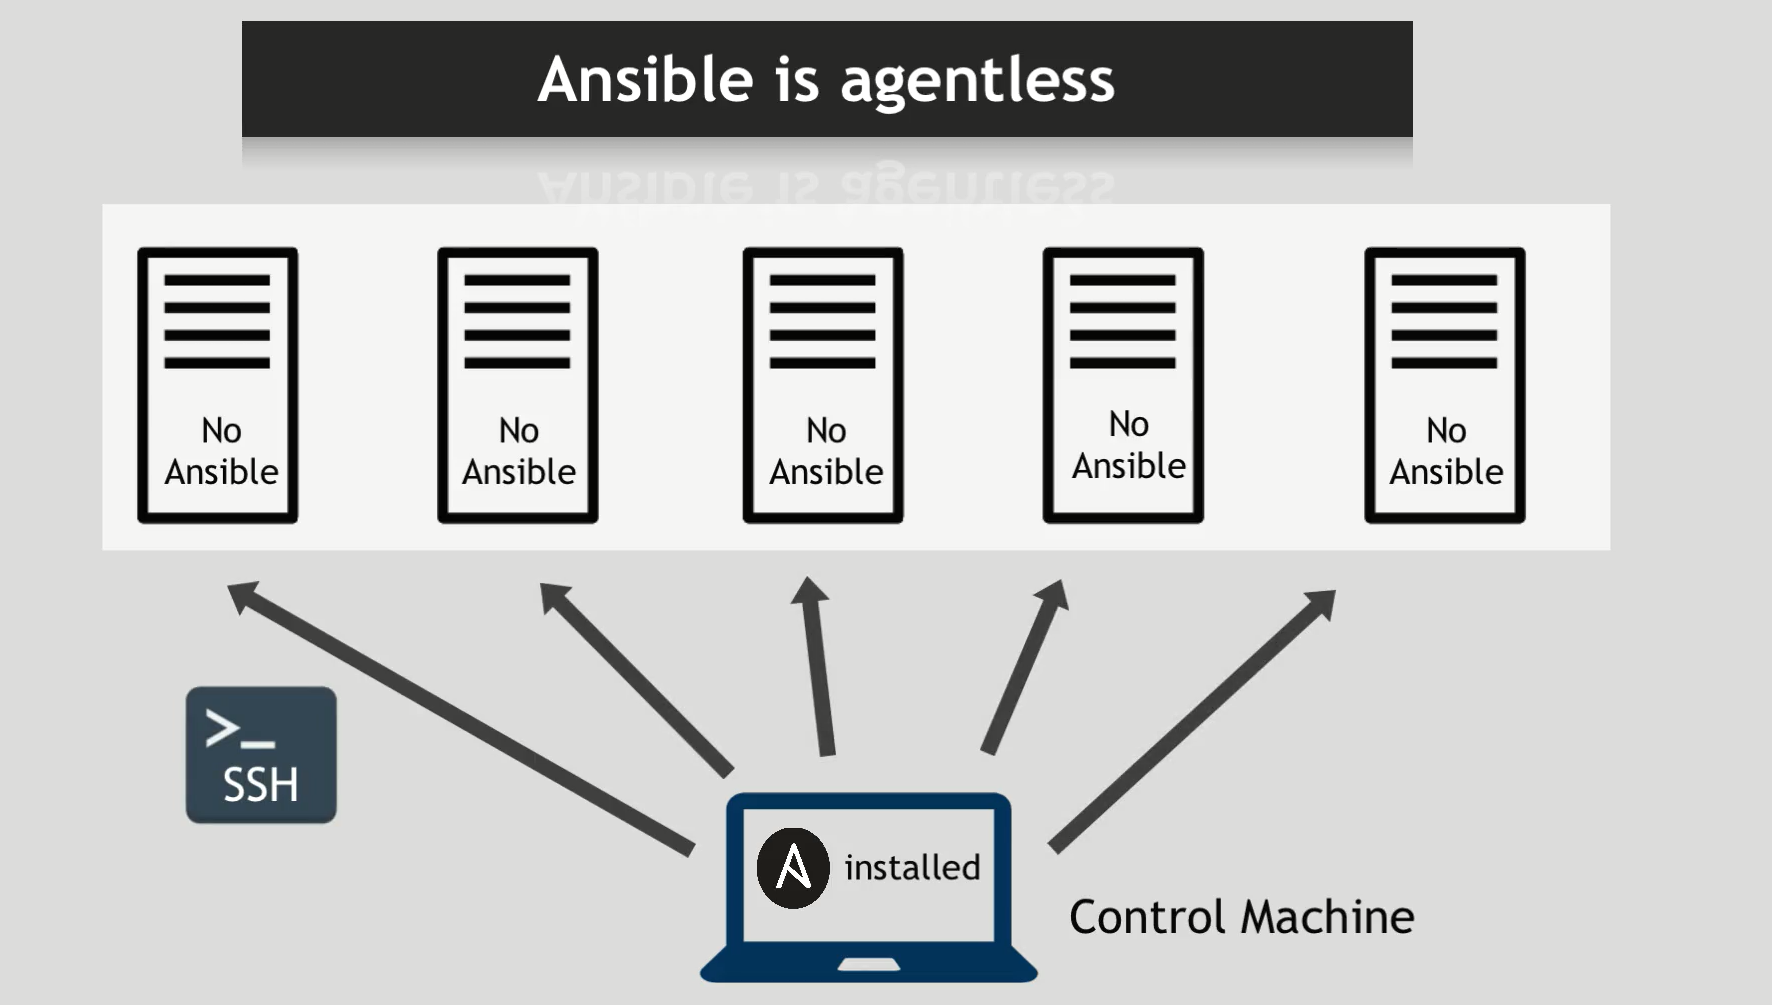 Ansible is agentless
No
Ansible
No
Ansible
No
Ansible
No
Ansible
No
Ansible
>_
SSH
installed
Control Machine